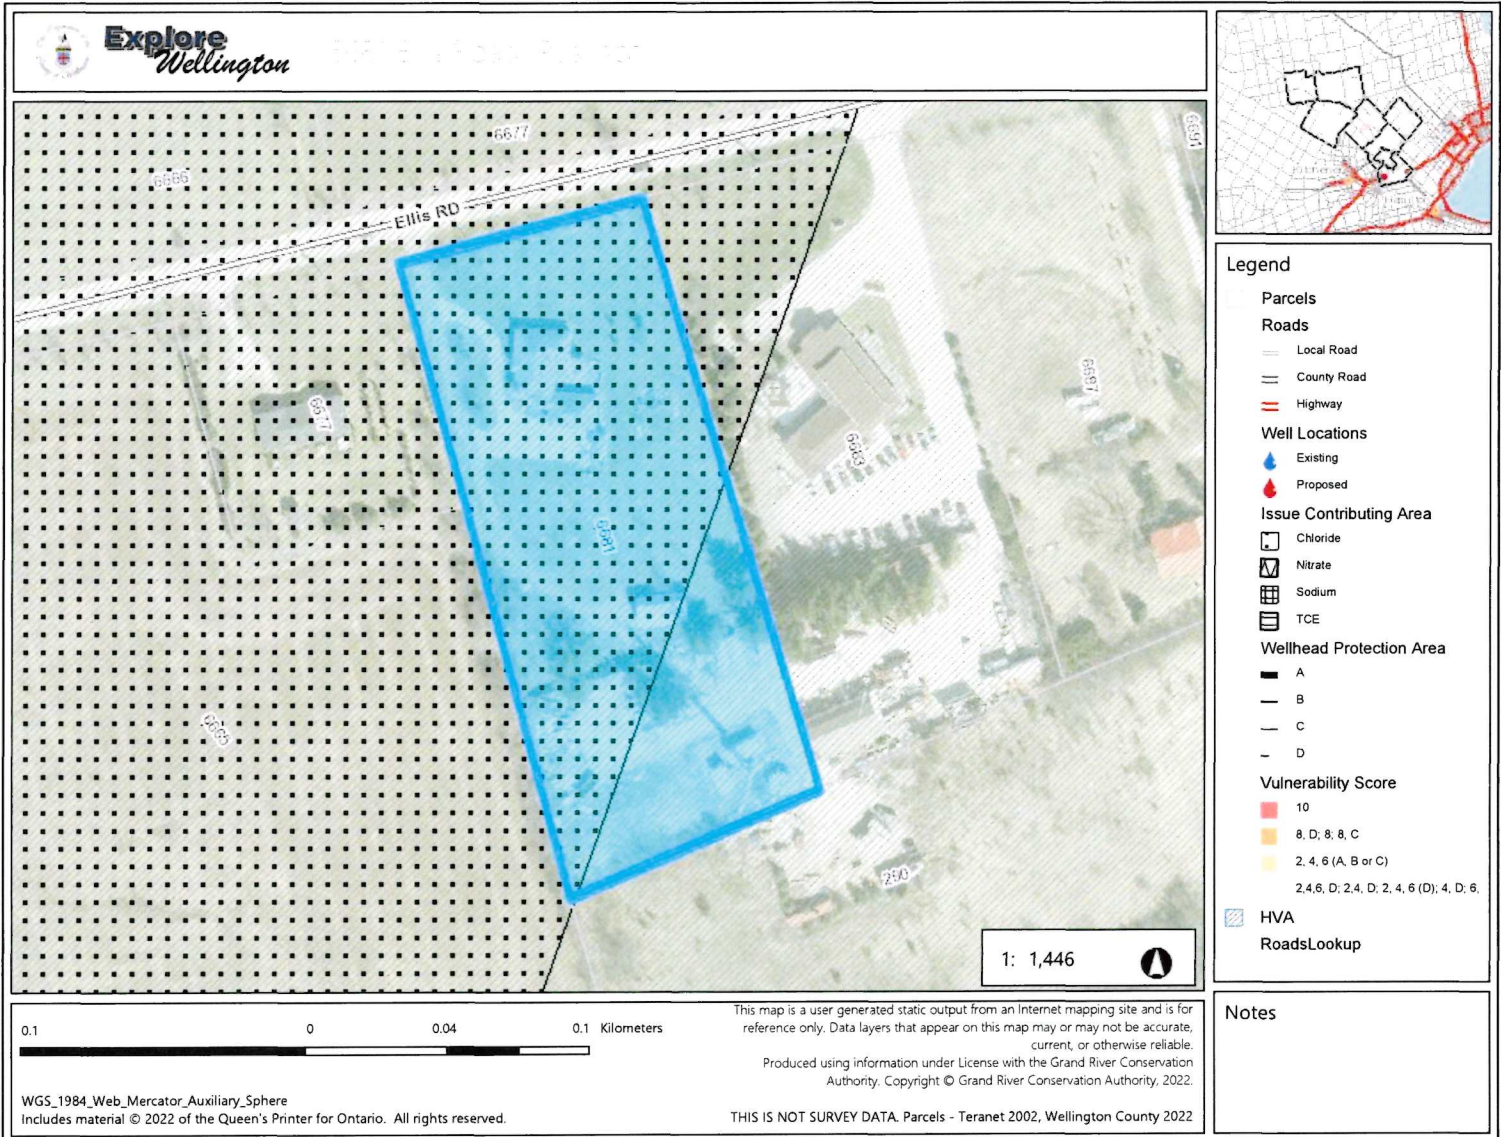 Explore
Wellington
6677
6686
Ellis RD
6691
6677
6663
6687
6681
6695
290
1: 1,446
Legend
Parcels
Roads
Local Road
County Road
Highway
Well Locations
Existing
Proposed
Issue Contributing Area
Chloride
Nitrate
Sodium
TCE
Wellhead Protection Area
A
B
C
D
Vulnerability Score
10
8, D; 8; 8, C
2, 4, 6 (A, B or C)
2,4,6, D; 2,4, D; 2, 4, 6 (D); 4, D; 6,
HVA
RoadsLookup
0.1 0 0.04 0.1 Kilometers
WGS_1984_Web_Mercator_Auxiliary_Sphere
Includes material © 2022 of the Queen's Printer for Ontario. All rights reserved.
This map is a user generated static output from an Internet mapping site and is for
reference only. Data layers that appear on this map may or may not be accurate,
current, or otherwise reliable.
Produced using information under License with the Grand River Conservation
Authority. Copyright © Grand River Conservation Authority, 2022.
THIS IS NOT SURVEY DATA. Parcels - Teranet 2002, Wellington County 2022
Notes